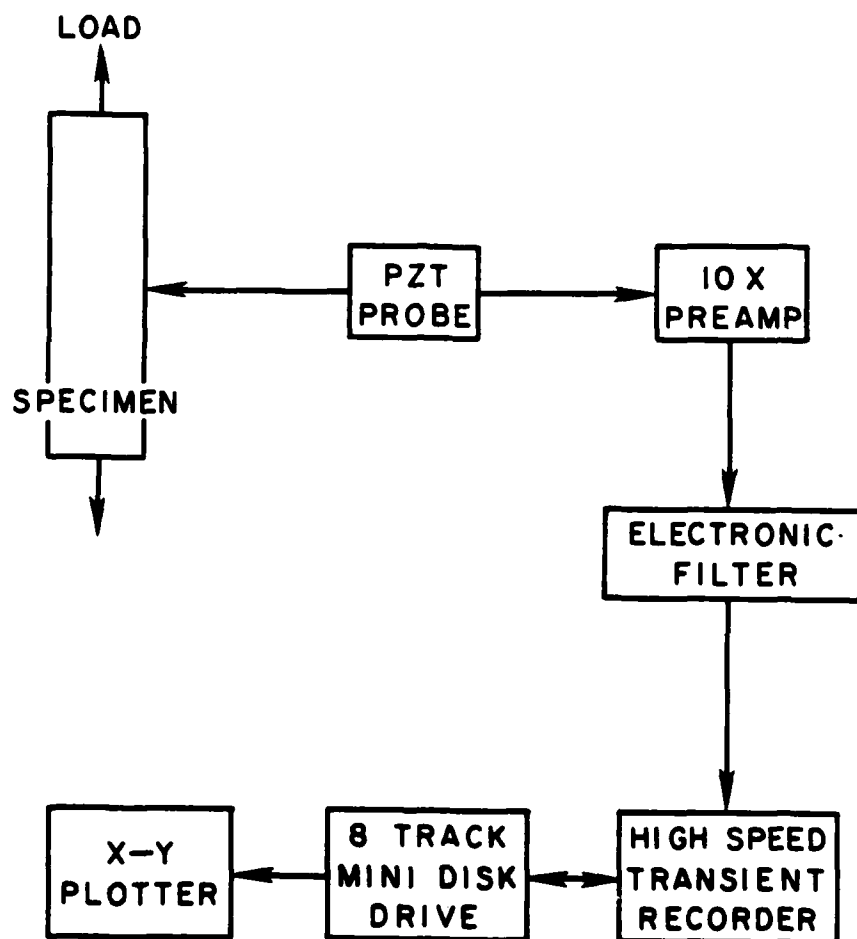 LOAD
PZT
PROBE
10 X
PREAMP
SPECIMEN
ELECTRONIC·
FILTER
X–Y
PLOTTER
8 TRACK
MINI DISK
DRIVE
HIGH SPEED
TRANSIENT
RECORDER